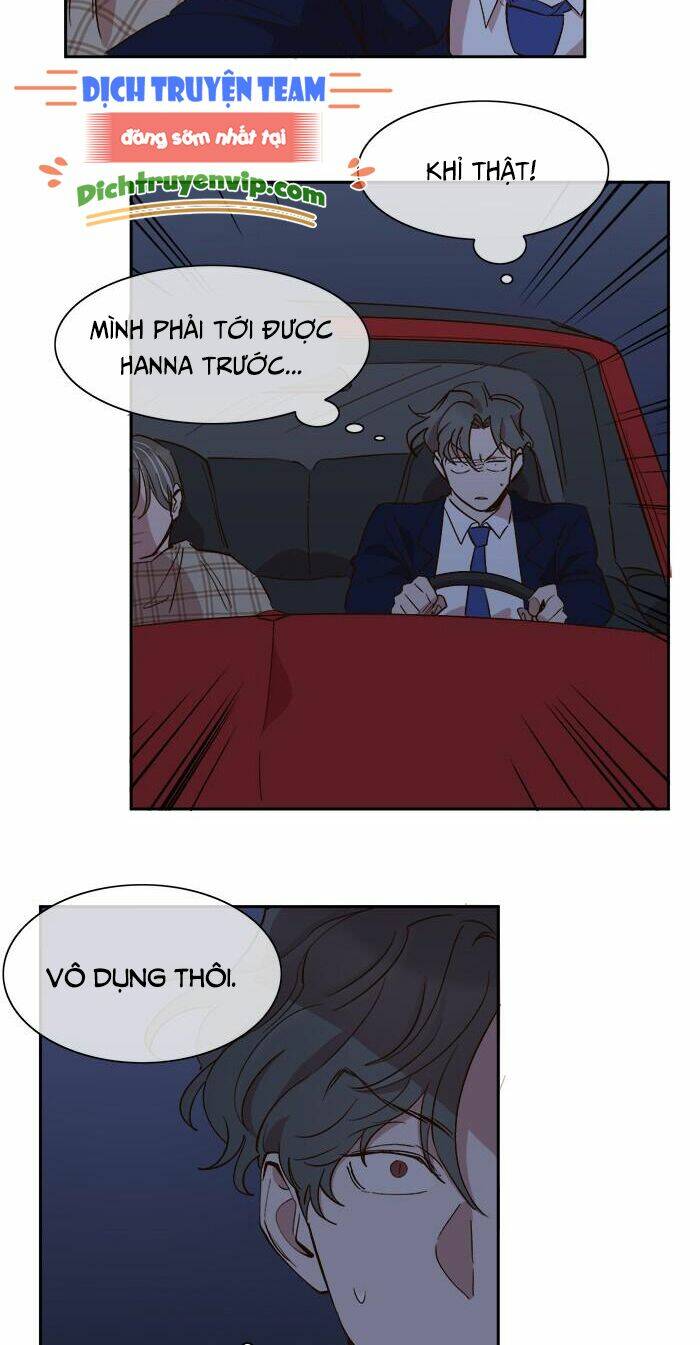 DỊCH TRUYỆN TEAM
đăng sớm nhất tại
Dichtruyenvip.com
KHỈ THẬT!
MÌNH PHẢI TỚI ĐƯỢC
HANNA TRƯỚC...
VÔ DỤNG THÔI.